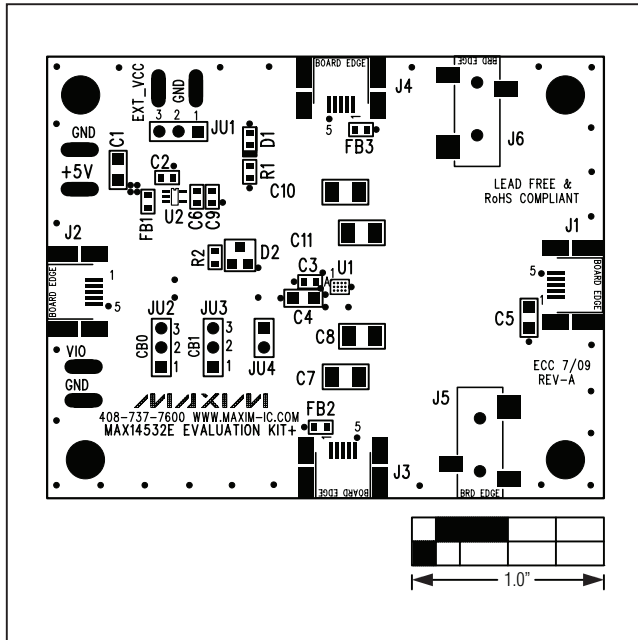 BOARD EDGE
BRD EDGE
EXT_VCC
GND
J4
3 2 1
JU1
5
1
FB3
J6
GND
C1
D1
+5V
C2
R1
C10
LEAD FREE &
RoHS COMPLIANT
FB1
U2
C6
C9
J2
J1
BOARD EDGE
1
5
R2
D2
C11
C3
1
U1
A
C4
5
1
BOARD EDGE
C5
JU2
JU3
CB0
3
2
1
CB1
3
2
1
JU4
C8
VIO
GND
C7
ECC 7/09
REV-A
J5
MAXIM
408-737-7600 WWW.MAXIM-IC.COM
MAX14532E EVALUATION KIT+
FB2
1
5
J3
BOARD EDGE
BRD EDGE
1.0"